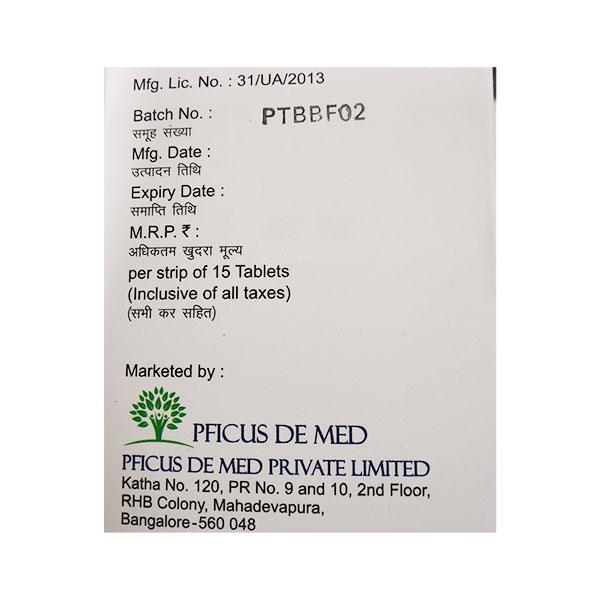 Mfg. Lic. No. : 31/UA/2013
Batch No. : PTBBF02
समूह संख्या
Mfg. Date :
उत्पादन तिथि
Expiry Date :
समाप्ति तिथि
M.R.P. ₹ :
अधिकतम खुदरा मूल्य
per strip of 15 Tablets
(Inclusive of all taxes)
(सभी कर सहित)
Marketed by :
PFICUS DE MED
PFICUS DE MED PRIVATE LIMITED
Katha No. 120, PR No. 9 and 10, 2nd Floor,
RHB Colony, Mahadevapura,
Bangalore-560 048